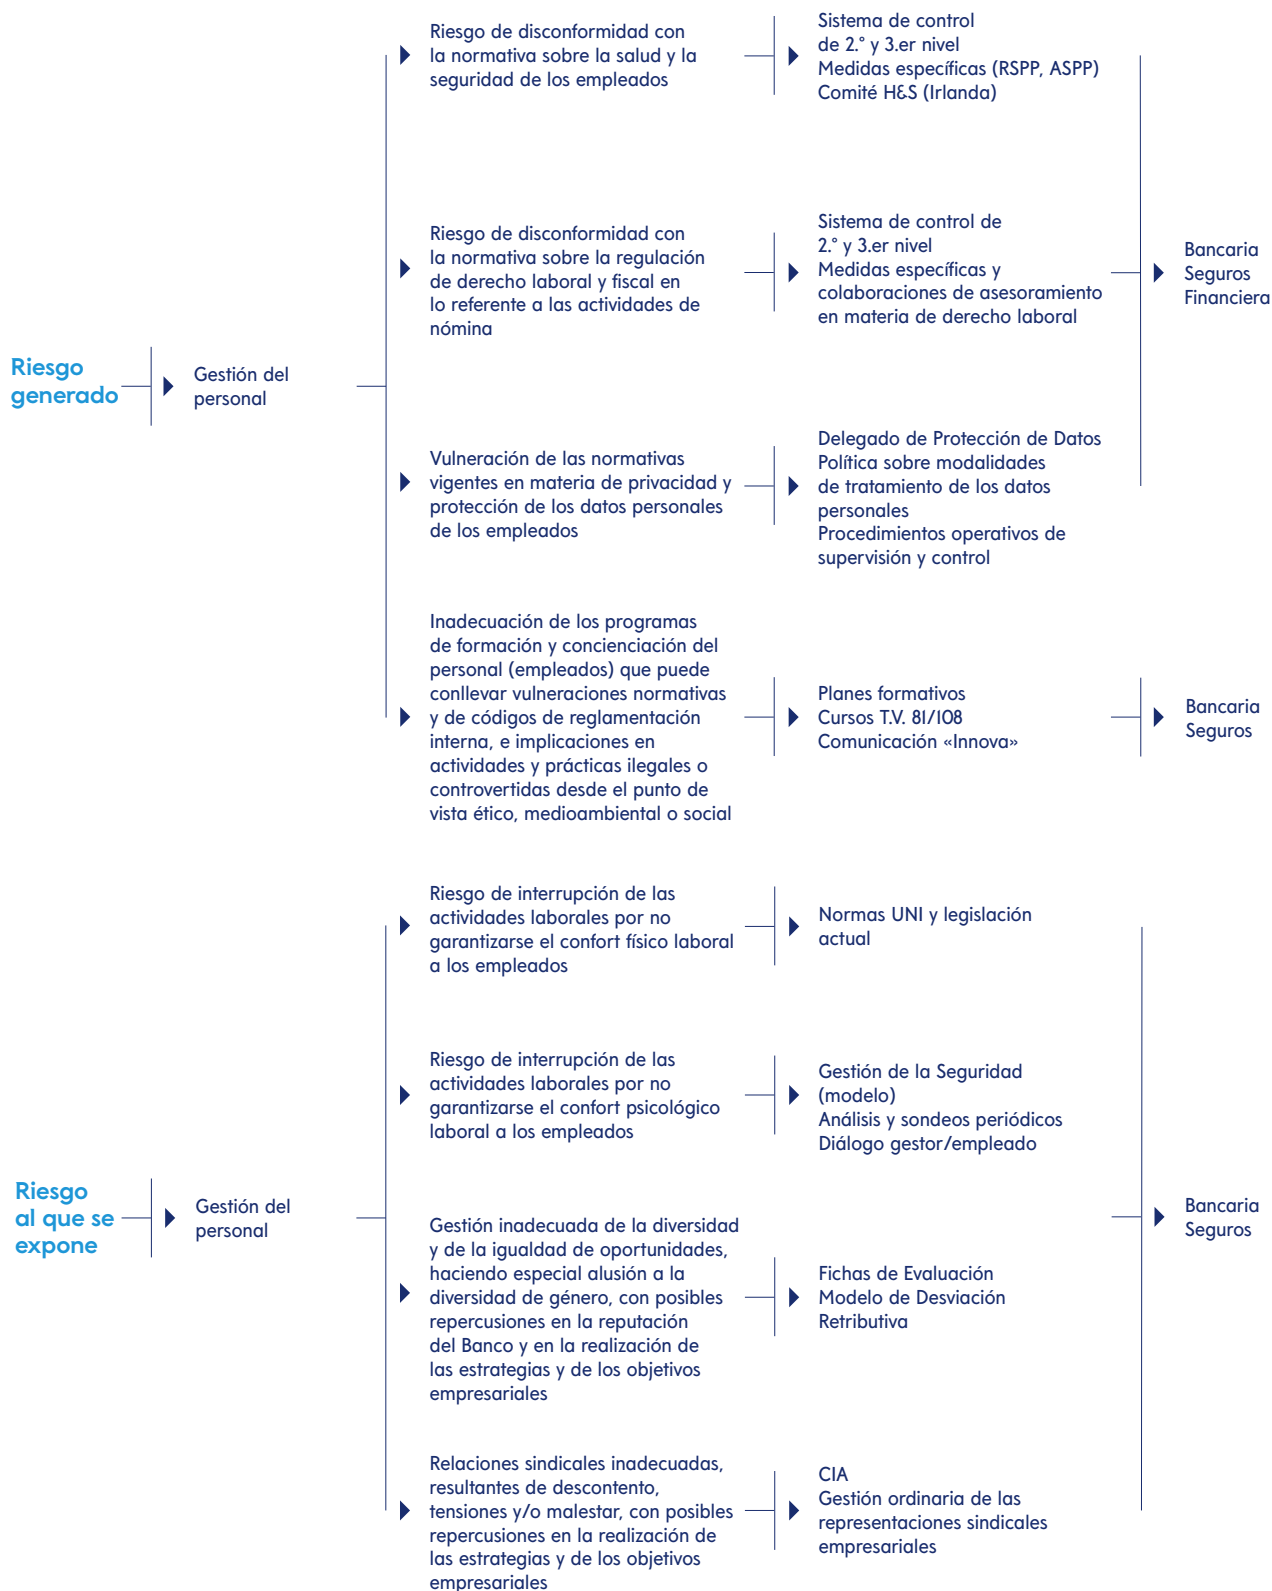 Riesgo
generado
Gestión del
personal
Riesgo de disconformidad con
la normativa sobre la salud y la
seguridad de los empleados
Sistema de control
de 2.° y 3.er nivel
Medidas específicas (RSPP, ASPP)
Comité H&S (Irlanda)
Riesgo de disconformidad con
la normativa sobre la regulación
de derecho laboral y fiscal en
lo referente a las actividades de
nómina
Sistema de control de
2.° y 3.er nivel
Medidas específicas y
colaboraciones de asesoramiento
en materia de derecho laboral
Vulneración de las normativas
vigentes en materia de privacidad y
protección de los datos personales
de los empleados
Delegado de Protección de Datos
Política sobre modalidades
de tratamiento de los datos
personales
Procedimientos operativos de
supervisión y control
Bancaria
Seguros
Financiera
Inadecuación de los programas
de formación y concienciación del
personal (empleados) que puede
conllevar vulneraciones normativas
y de códigos de reglamentación
interna, e implicaciones en
actividades y prácticas ilegales o
controvertidas desde el punto de
vista ético, medioambiental o social
Planes formativos
Cursos T.V. 81/108
Comunicación «Innova»
Bancaria
Seguros
Riesgo
al que se
expone
Gestión del
personal
Riesgo de interrupción de las
actividades laborales por no
garantizarse el confort físico laboral
a los empleados
Normas UNI y legislación
actual
Riesgo de interrupción de las
actividades laborales por no
garantizarse el confort psicológico
laboral a los empleados
Gestión de la Seguridad
(modelo)
Análisis y sondeos periódicos
Diálogo gestor/empleado
Gestión inadecuada de la diversidad
y de la igualdad de oportunidades,
haciendo especial alusión a la
diversidad de género, con posibles
repercusiones en la reputación
del Banco y en la realización de
las estrategias y de los objetivos
empresariales
Fichas de Evaluación
Modelo de Desviación
Retributiva
Relaciones sindicales inadecuadas,
resultantes de descontento,
tensiones y/o malestar, con posibles
repercusiones en la realización de
las estrategias y de los objetivos
empresariales
CIA
Gestión ordinaria de las
representaciones sindicales
empresariales
Bancaria
Seguros